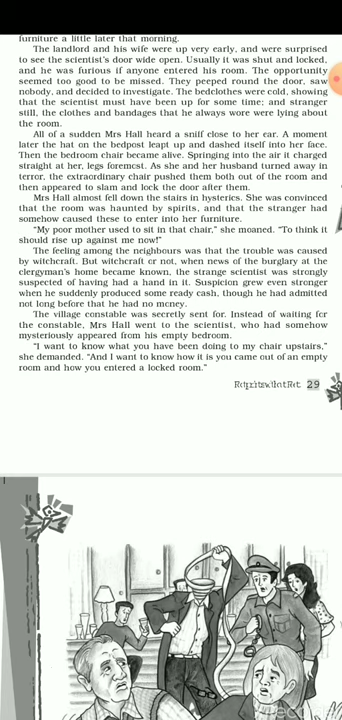 furniture a little later that morning.
The landlord and his wife were up very early, and were surprised
to see the scientist's door wide open. Usually it was shut and locked,
and he was furious if anyone entered his room. The opportunity
seemed too good to be missed. They peeped round the door, saw
nobody, and decided to investigate. The bedclothes were cold, showing
that the scientist must have been up for some time; and stranger
still, the clothes and bandages that he always wore were lying about
the room.
All of a sudden Mrs Hall heard a sniff close to her ear. A moment
later the hat on the bedpost leapt up and dashed itself into her face.
Then the bedroom chair became alive. Springing into the air it charged
straight at her, legs foremost. As she and her husband turned away in
terror, the extraordinary chair pushed them both out of the room and
then appeared to slam and lock the door after them.
Mrs Hall almost fell down the stairs in hysterics. She was convinced
that the room was haunted by spirits, and that the stranger had
somehow caused these to enter into her furniture.
“My poor mother used to sit in that chair,” she moaned. “To think it
should rise up against me now!”
The feeling among the neighbours was that the trouble was caused
by witchcraft. But witchcraft or not, when news of the burglary at the
clergyman's home became known, the strange scientist was strongly
suspected of having had a hand in it. Suspicion grew even stronger
when he suddenly produced some ready cash, though he had admitted
not long before that he had no money.
The village constable was secretly sent for. Instead of waiting for
the constable, Mrs Hall went to the scientist, who had somehow
mysteriously appeared from his empty bedroom.
“I want to know what you have been doing to my chair upstairs,”
she demanded. “And I want to know how it is you came out of an empty
room and how you entered a locked room.”
29